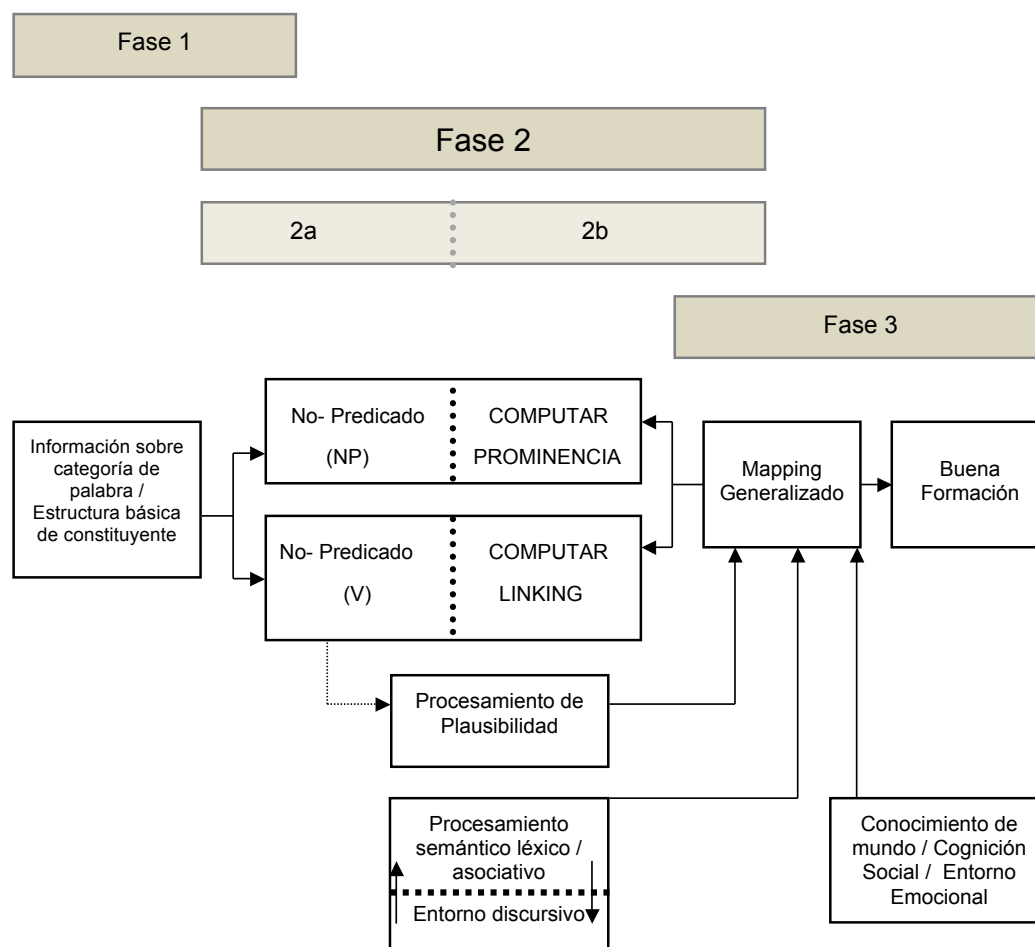 Fase 1
Fase 2
2a
2b
Fase 3
Información sobre
categoría de
palabra /
Estructura básica
de constituyente
No- Predicado
(NP)
COMPUTAR
PROMINENCIA
No- Predicado
(V)
COMPUTAR
LINKING
Mapping
Generalizado
Buena
Formación
Procesamiento de
Plausibilidad
Procesamiento
semántico léxico /
asociativo
Entorno discursivo
Conocimiento de
mundo / Cognición
Social / Entorno
Emocional